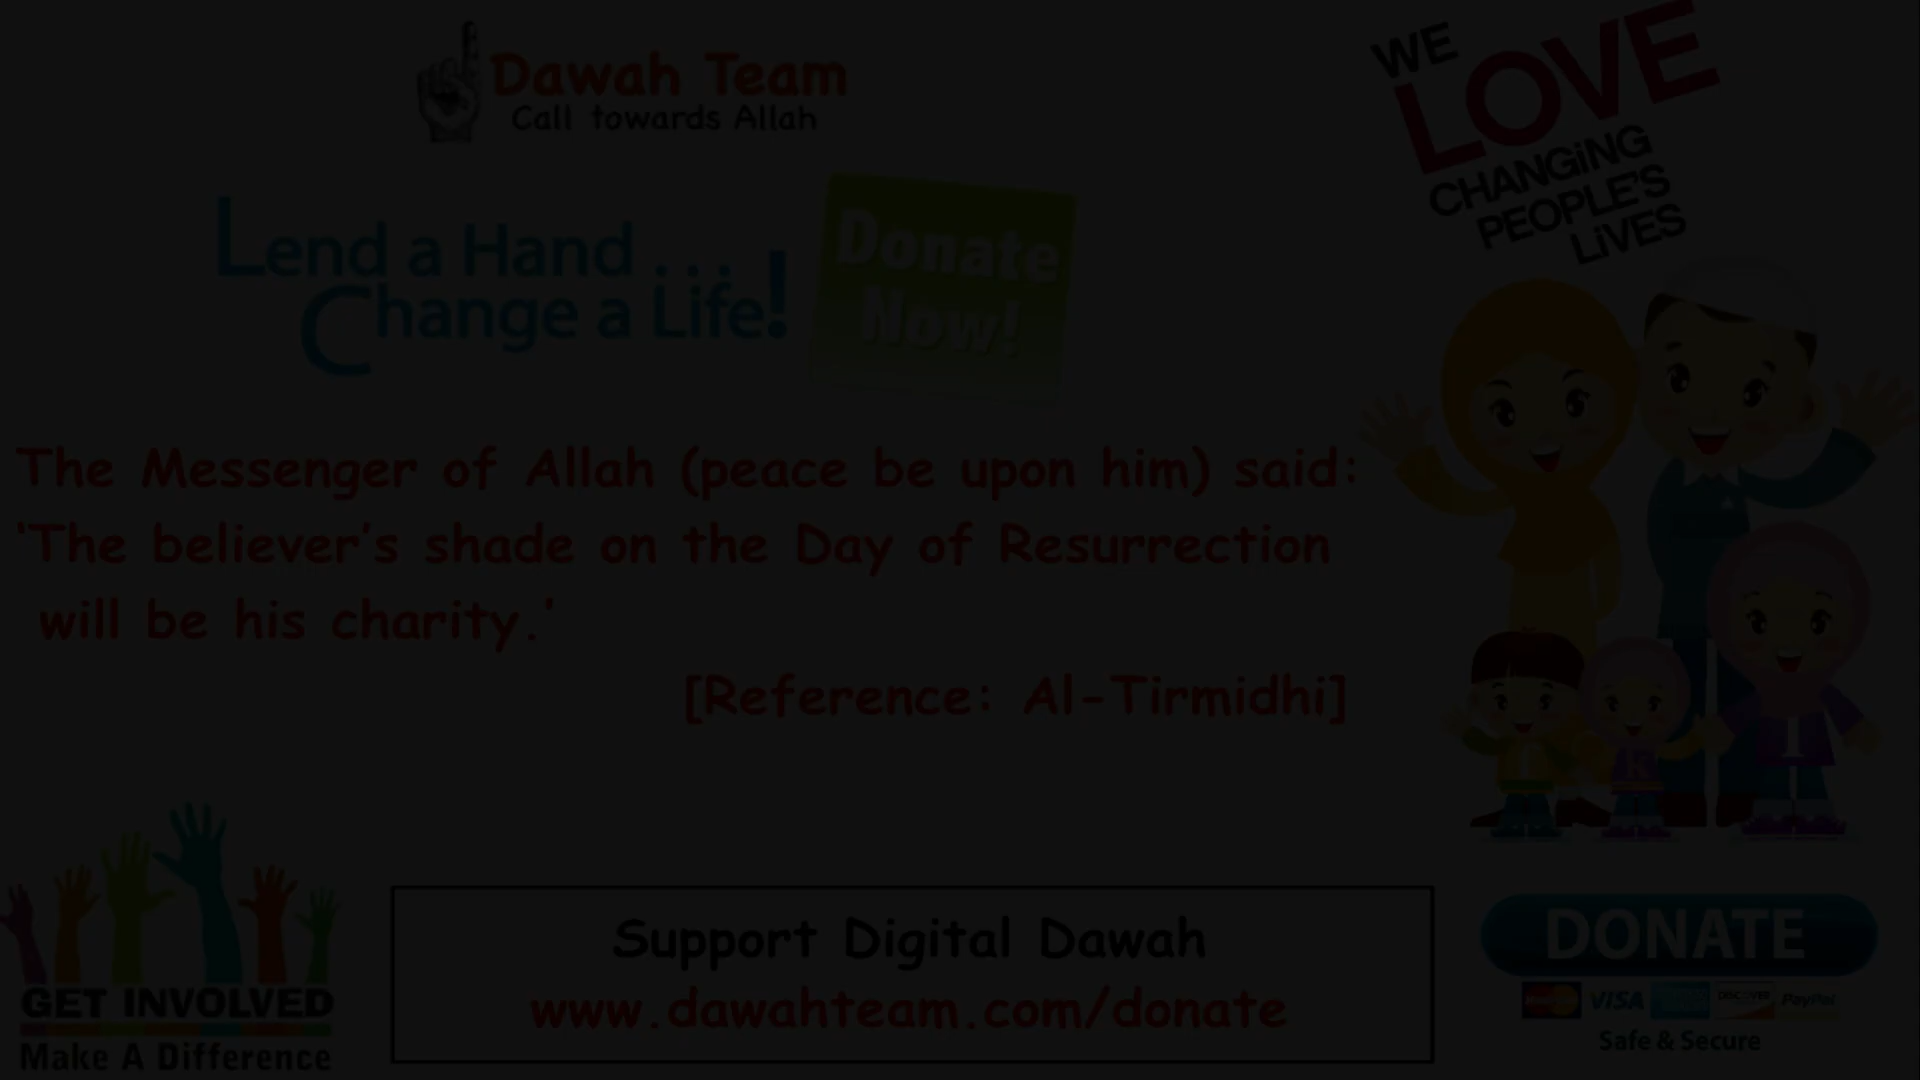 Dawah Team
Call towards Allah
WE
LOVE
CHANGiNG
PEOPLE'S
LiVES
Lend a Hand ...
Change a Life!
Donate
Now!
The Messenger of Allah (peace be upon him) said:
‘The believer’s shade on the Day of Resurrection
will be his charity.’
[Reference: Al-Tirmidhi]
GET INVOLVED
Make A Difference
Support Digital Dawah
www.dawahteam.com/donate
DONATE
VISA DISCOVER PayPal
Safe & Secure